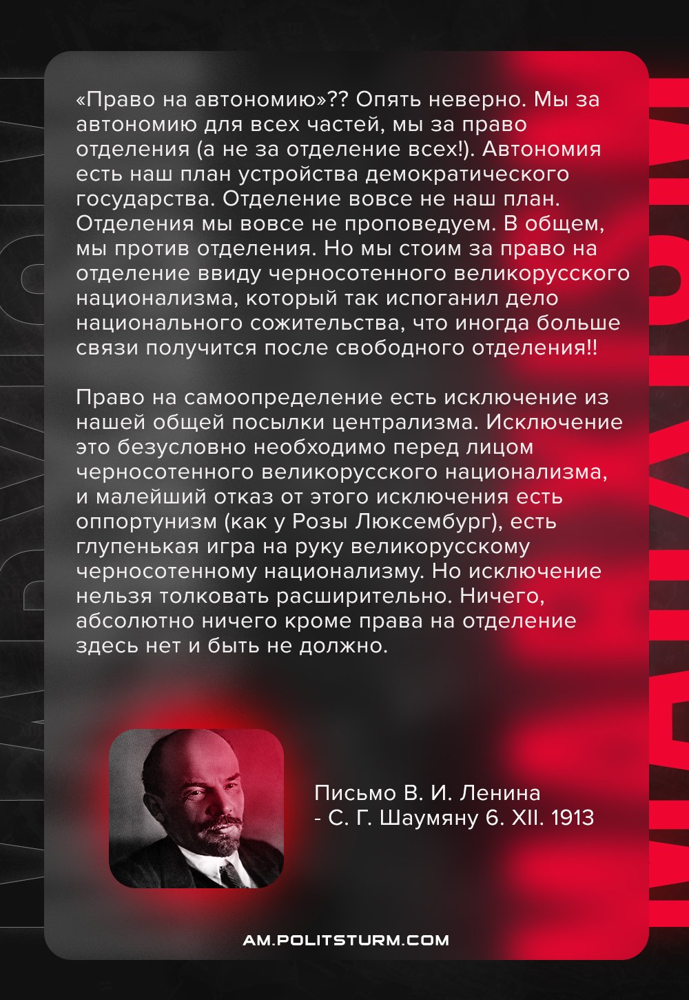 «Право на автономию»?? Опять неверно. Мы за
автономию для всех частей, мы за право
отделения (а не за отделение всех!). Автономия
есть наш план устройства демократического
государства. Отделение вовсе не наш план.
Отделения мы вовсе не проповедуем. В общем,
мы против отделения. Но мы стоим за право на
отделение ввиду черносотенного великорусского
национализма, который так испоганил дело
национального сожительства, что иногда больше
связи получится после свободного отделения!!
Право на самоопределение есть исключение из
нашей общей посылки централизма. Исключение
это безусловно необходимо перед лицом
черносотенного великорусского национализма,
и малейший отказ от этого исключения есть
оппортунизм (как у Розы Люксембург), есть
глупенькая игра на руку великорусскому
черносотенному национализму. Но исключение
нельзя толковать расширительно. Ничего,
абсолютно ничего кроме права на отделение
здесь нет и быть не должно.
Письмо В. И. Ленина
- С. Г. Шаумяну 6. XII. 1913
AM.POLITSTURM.COM